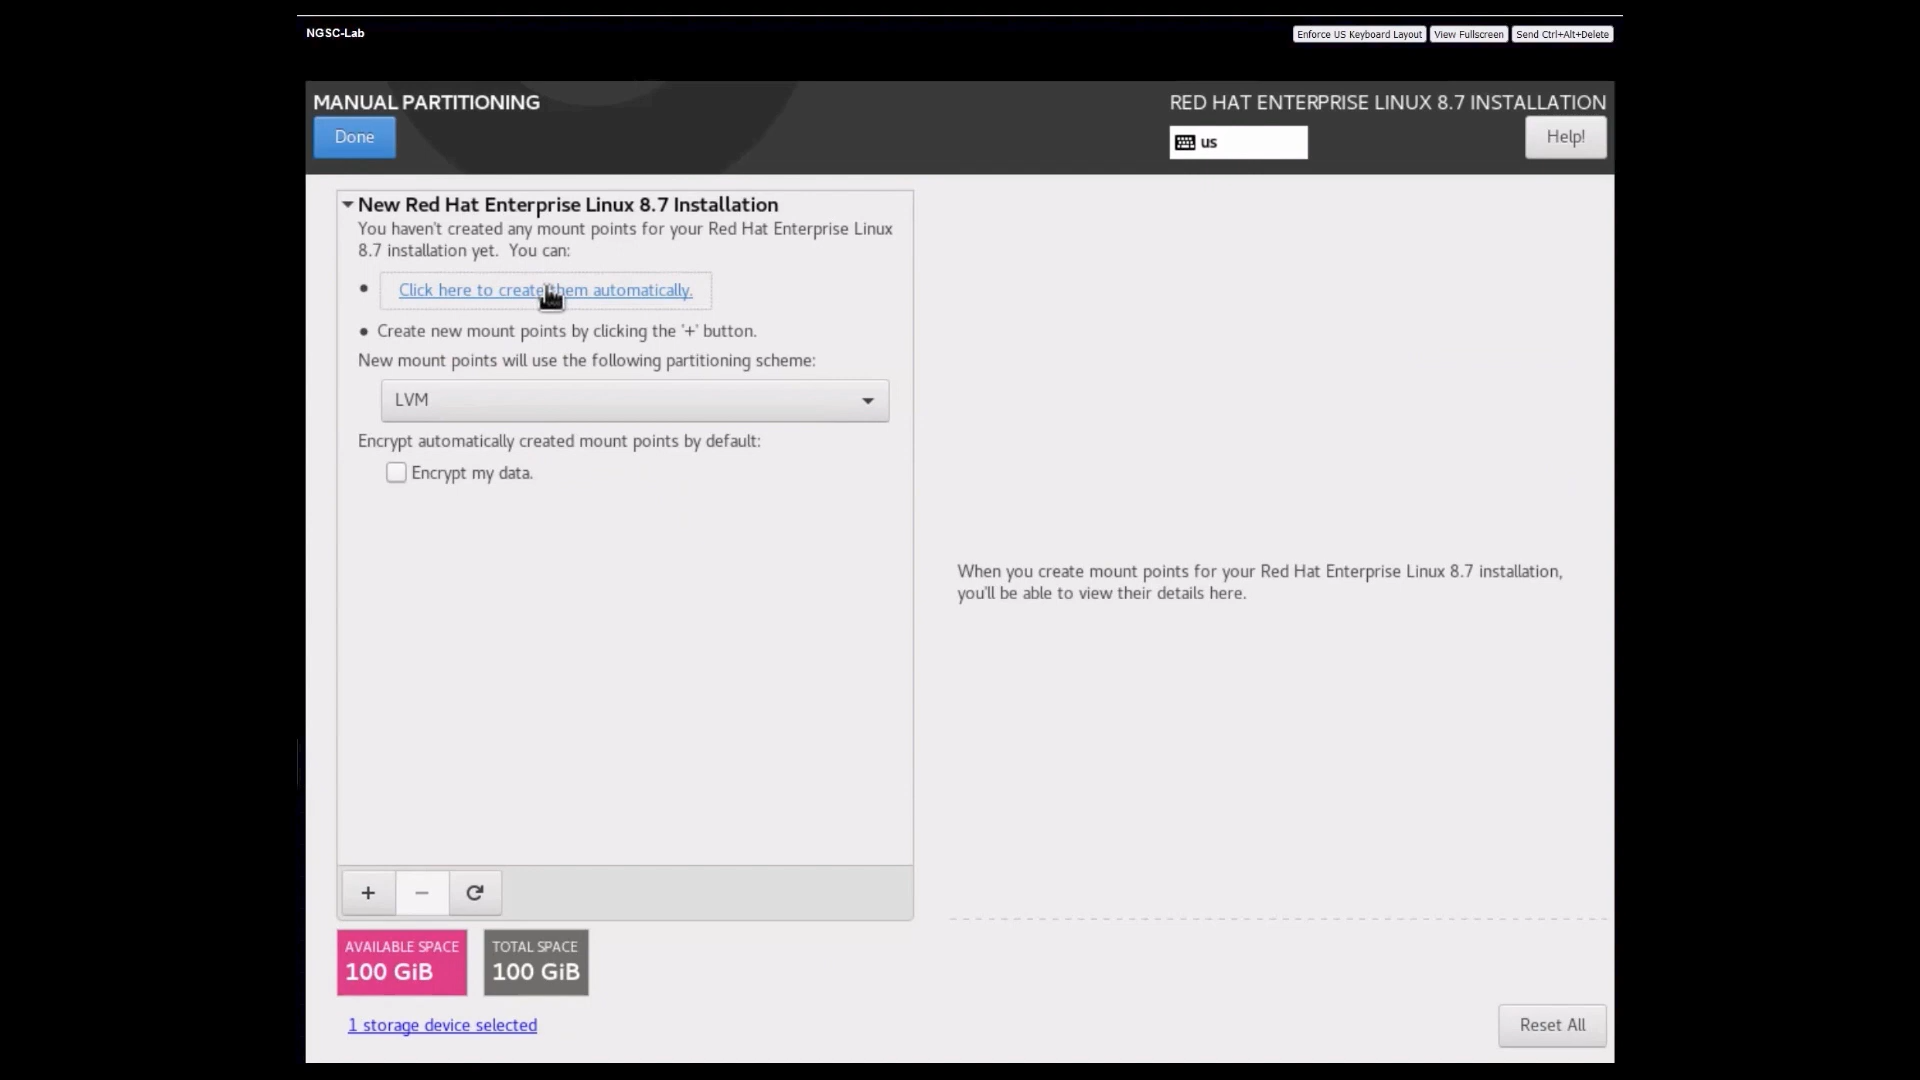 NGSC-Lab
Enforce US Keyboard Layout
View Fullscreen
Send Ctrl+Alt+Delete
MANUAL PARTITIONING
RED HAT ENTERPRISE LINUX 8.7 INSTALLATION
Done
us
Help!
New Red Hat Enterprise Linux 8.7 Installation
You haven't created any mount points for your Red Hat Enterprise Linux
8.7 installation yet. You can:
• Click here to create them automatically.
• Create new mount points by clicking the '+' button.
New mount points will use the following partitioning scheme:
LVM
Encrypt automatically created mount points by default:
Encrypt my data.
When you create mount points for your Red Hat Enterprise Linux 8.7 installation,
you'll be able to view their details here.
+ −
AVAILABLE SPACE
100 GiB
TOTAL SPACE
100 GiB
1 storage device selected
Reset All